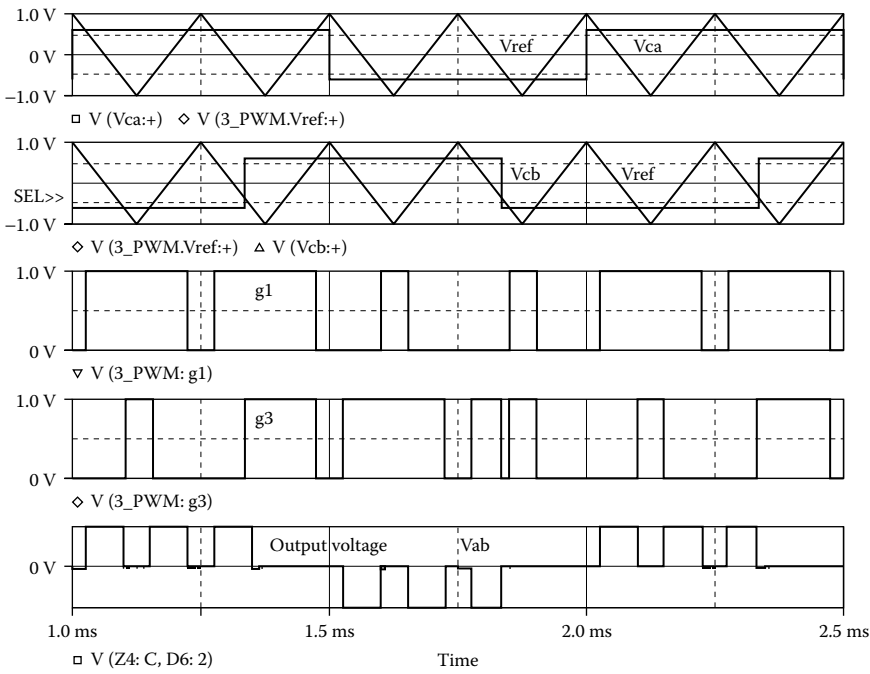 1.0 V
0 V
Vref Vca
−1.0 V
V (Vca:+) V (3_PWM.Vref:+)
1.0 V
Vcb Vref
SEL>>
−1.0 V
V (3_PWM.Vref:+) V (Vcb:+)
1.0 V
g1
0 V
V (3_PWM: g1)
1.0 V
g3
0 V
V (3_PWM: g3)
Output voltage Vab
0 V
1.0 ms 1.5 ms 2.0 ms 2.5 ms
V (Z4: C, D6: 2) Time